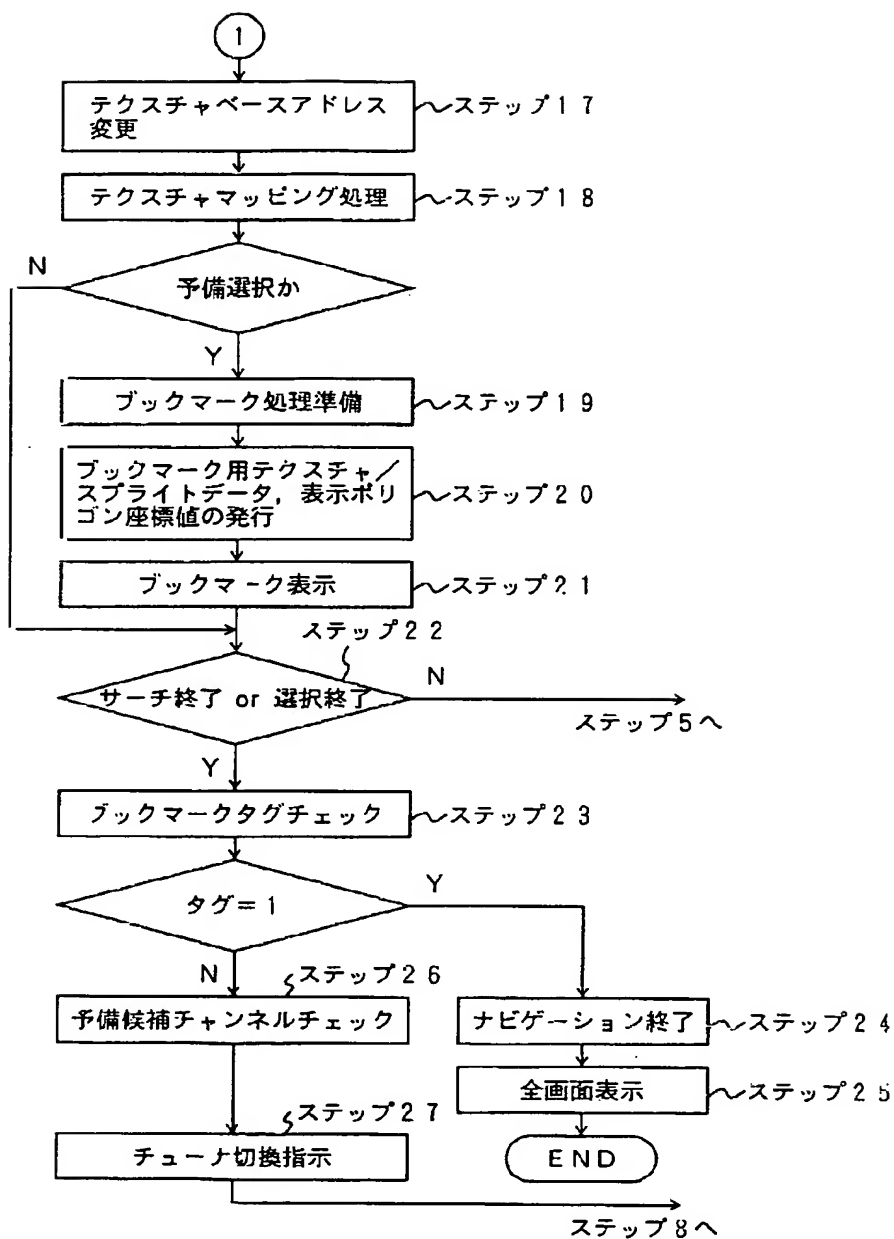 1
テクスチャベースアドレス
変更
〜ステップ17
テクスチャマッピング処理
〜ステップ18
N
予備選択か
Y
ブックマーク処理準備
〜ステップ19
ブックマーク用テクスチャ/
スプライトデータ,表示ポリ
ゴン座標値の発行
〜ステップ20
ブックマーク表示
〜ステップ21
ステップ22
サーチ終了 or 選択終了
N
ステップ5へ
Y
ブックマークタグチェック
〜ステップ23
タグ=1
Y
N
ステップ26
予備候補チャンネルチェック
ナビゲーション終了
〜ステップ24
全画面表示
〜ステップ25
ステップ27
チューナ切換指示
END
ステップ8へ